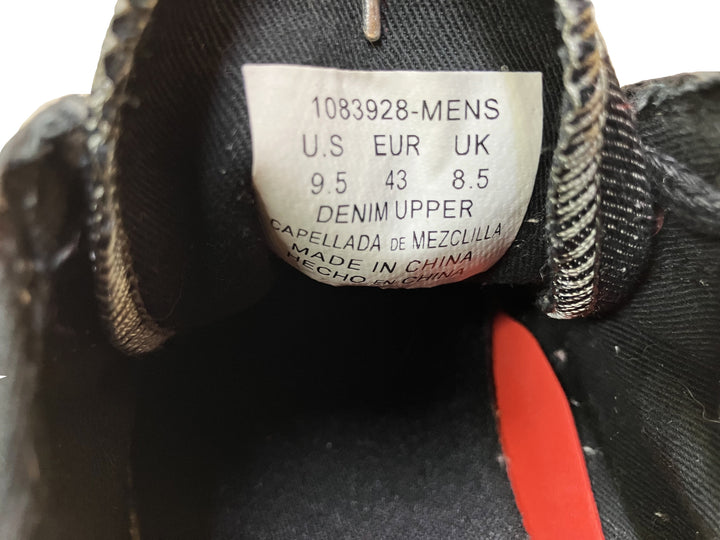 1083928-MENS
U.S EUR UK
9.5 43 8.5
DENIM UPPER
CAPELLADA DE MEZCLILLA
MADE IN CHINA
HECHO EN CHINA